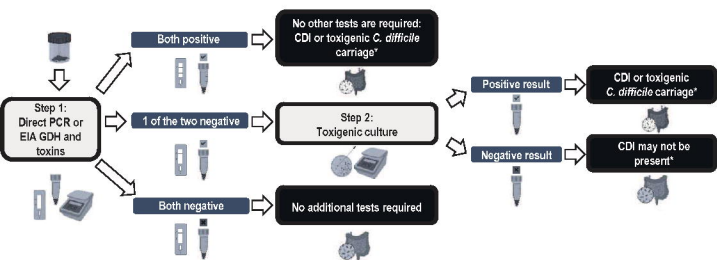 Both positive
No other tests are required:
CDI or toxigenic C. difficile
carriage*
Step 1:
Direct PCR or
EIA GDH and
toxins
1 of the two negative
Step 2:
Toxigenic culture
Positive result
CDI or toxigenic
C. difficile carriage*
Negative result
CDI may not be
present*
Both negative
No additional tests required